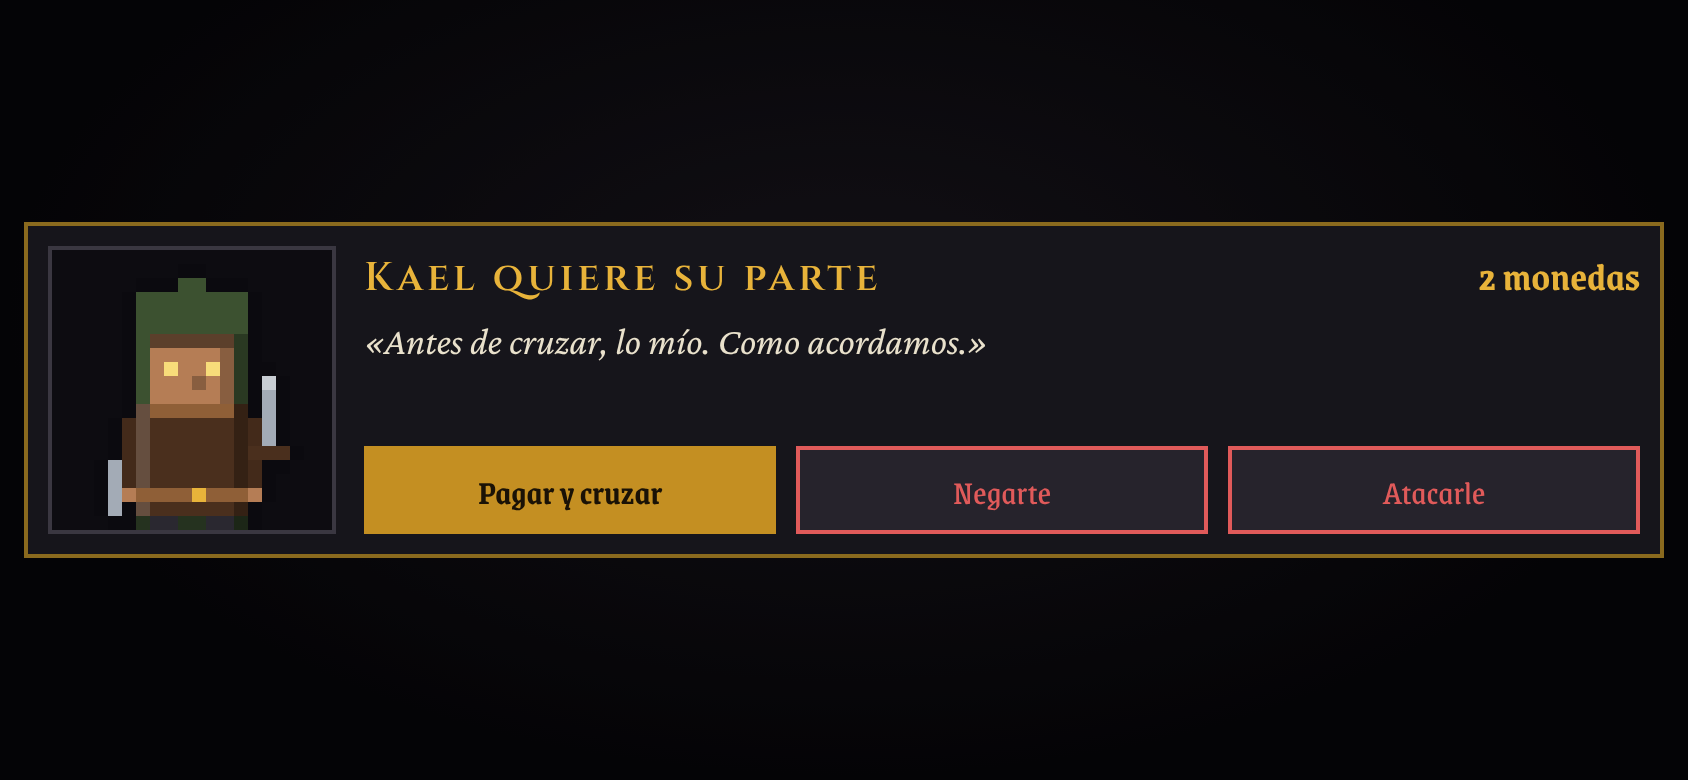 Kael quiere su parte
2 monedas
«Antes de cruzar, lo mío. Como acordamos.»
Pagar y cruzar
Negarte
Atacarle